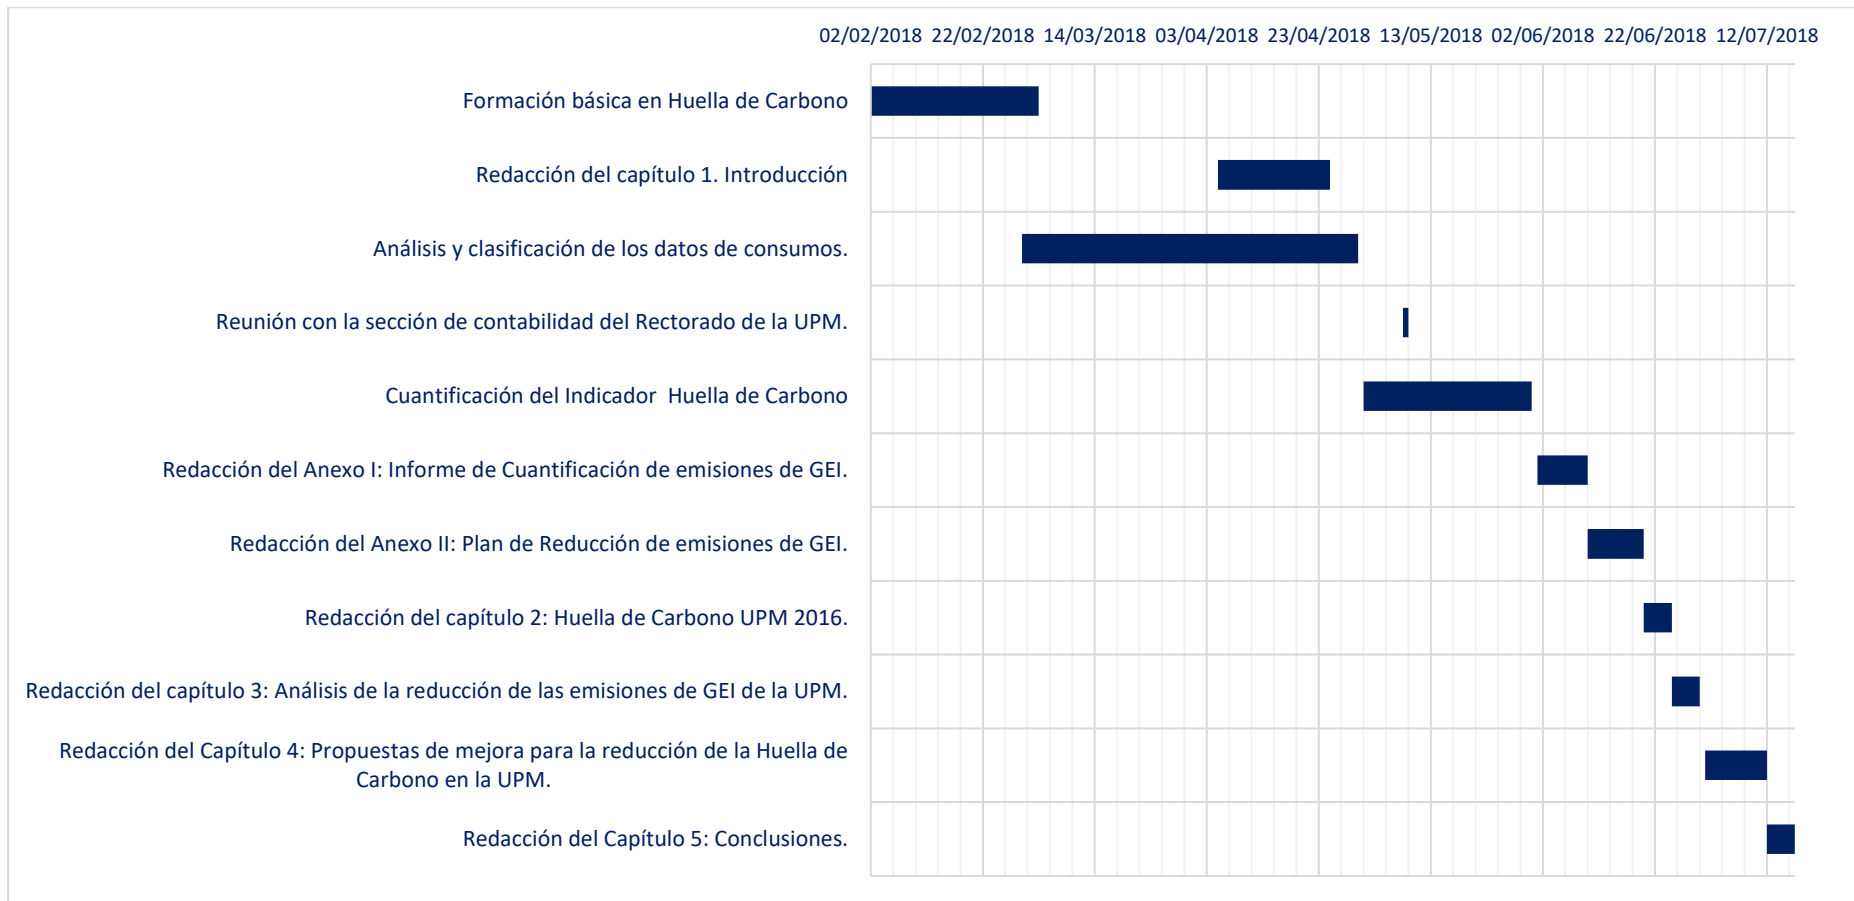 02/02/2018 22/02/2018 14/03/2018 03/04/2018 23/04/2018 13/05/2018 02/06/2018 22/06/2018 12/07/2018
Formación básica en Huella de Carbono
Redacción del capítulo 1. Introducción
Análisis y clasificación de los datos de consumos.
Reunión con la sección de contabilidad del Rectorado de la UPM.
Cuantificación del Indicador  Huella de Carbono
Redacción del Anexo I: Informe de Cuantificación de emisiones de GEI.
Redacción del Anexo II: Plan de Reducción de emisiones de GEI.
Redacción del capítulo 2: Huella de Carbono UPM 2016.
Redacción del capítulo 3: Análisis de la reducción de las emisiones de GEI de la UPM.
Redacción del Capítulo 4: Propuestas de mejora para la reducción de la Huella de
Carbono en la UPM.
Redacción del Capítulo 5: Conclusiones.